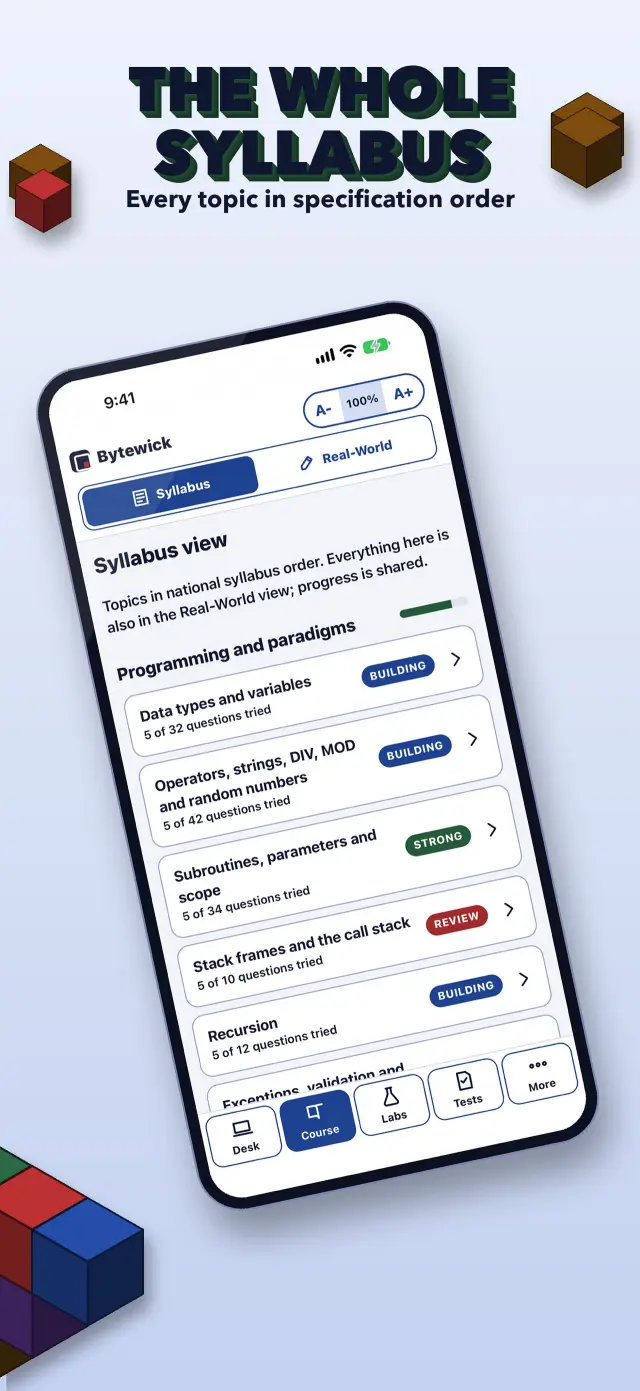 THE WHOLE
SYLLABUS
Every topic in specification order
9:41
A-
100%
A+
Bytewick
Syllabus
Real-World
Syllabus view
Topics in national syllabus order. Everything here is
also in the Real-World view; progress is shared.
Programming and paradigms
Data types and variables
5 of 32 questions tried
BUILDING
Operators, strings, DIV, MOD
and random numbers
5 of 42 questions tried
BUILDING
Subroutines, parameters and
scope
5 of 34 questions tried
STRONG
Stack frames and the call stack
5 of 10 questions tried
REVIEW
Recursion
5 of 12 questions tried
BUILDING
Exceptions, validation and
Desk
Course
Labs
Tests
More